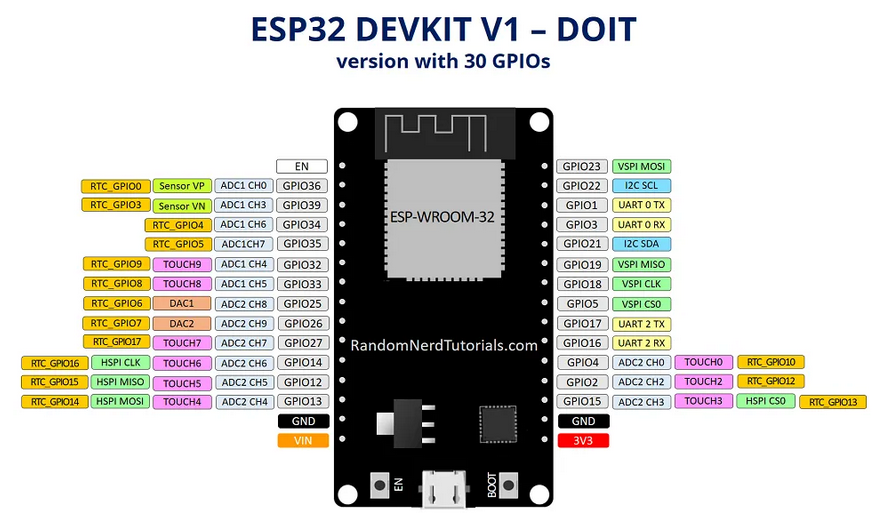 ESP32 DEVKIT V1 – DOIT
version with 30 GPIOs
EN
RTC_GPIO0 Sensor VP ADC1 CH0 GPIO36
RTC_GPIO3 Sensor VN ADC1 CH3 GPIO39
RTC_GPIO4 ADC1 CH6 GPIO34
RTC_GPIO5 ADC1CH7 GPIO35
RTC_GPIO9 TOUCH9 ADC1 CH4 GPIO32
RTC_GPIO8 TOUCH8 ADC1 CH5 GPIO33
RTC_GPIO6 DAC1 ADC2 CH8 GPIO25
RTC_GPIO7 DAC2 ADC2 CH9 GPIO26
RTC_GPIO17 TOUCH7 ADC2 CH7 GPIO27
RTC_GPIO16 HSPI CLK TOUCH6 ADC2 CH6 GPIO14
RTC_GPIO15 HSPI MISO TOUCH5 ADC2 CH5 GPIO12
RTC_GPIO14 HSPI MOSI TOUCH4 ADC2 CH4 GPIO13
GND
VIN
ESP-WROOM-32
RandomNerdTutorials.com
EN
BOOT
GPIO23 VSPI MOSI
GPIO22 I2C SCL
GPIO1 UART 0 TX
GPIO3 UART 0 RX
GPIO21 I2C SDA
GPIO19 VSPI MISO
GPIO18 VSPI CLK
GPIO5 VSPI CS0
GPIO17 UART 2 TX
GPIO16 UART 2 RX
GPIO4 ADC2 CH0 TOUCH0 RTC_GPIO10
GPIO2 ADC2 CH2 TOUCH2 RTC_GPIO12
GPIO15 ADC2 CH3 TOUCH3 HSPI CS0 RTC_GPIO13
GND
3V3